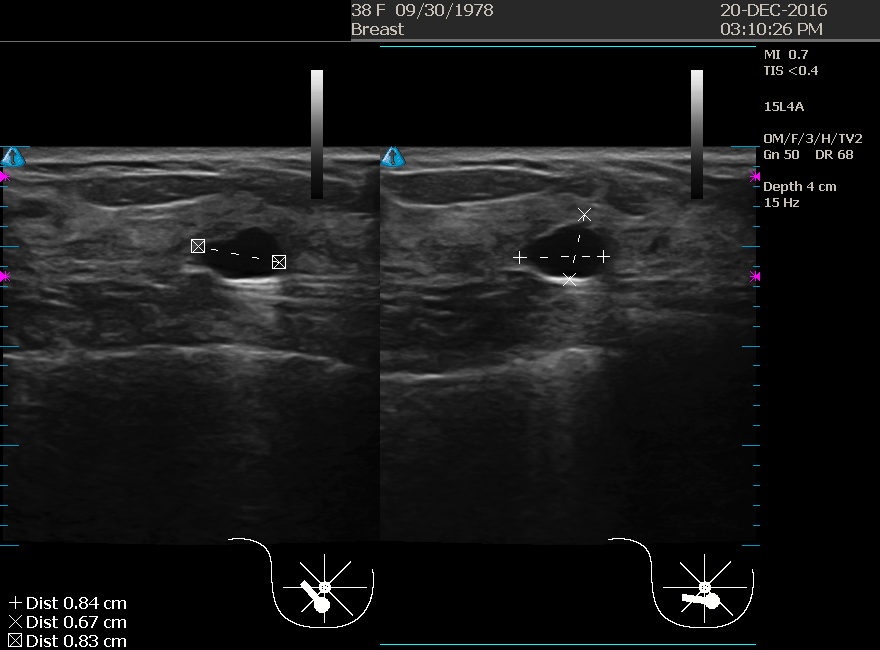 38 F 09/30/1978
Breast
20-DEC-2016
03:10:26 PM
MI 0.7
TIS <0.4
15L4A
OM/F/3/H/TV2
Gn 50 DR 68
Depth 4 cm
15 Hz
Dist 0.84 cm
Dist 0.67 cm
Dist 0.83 cm